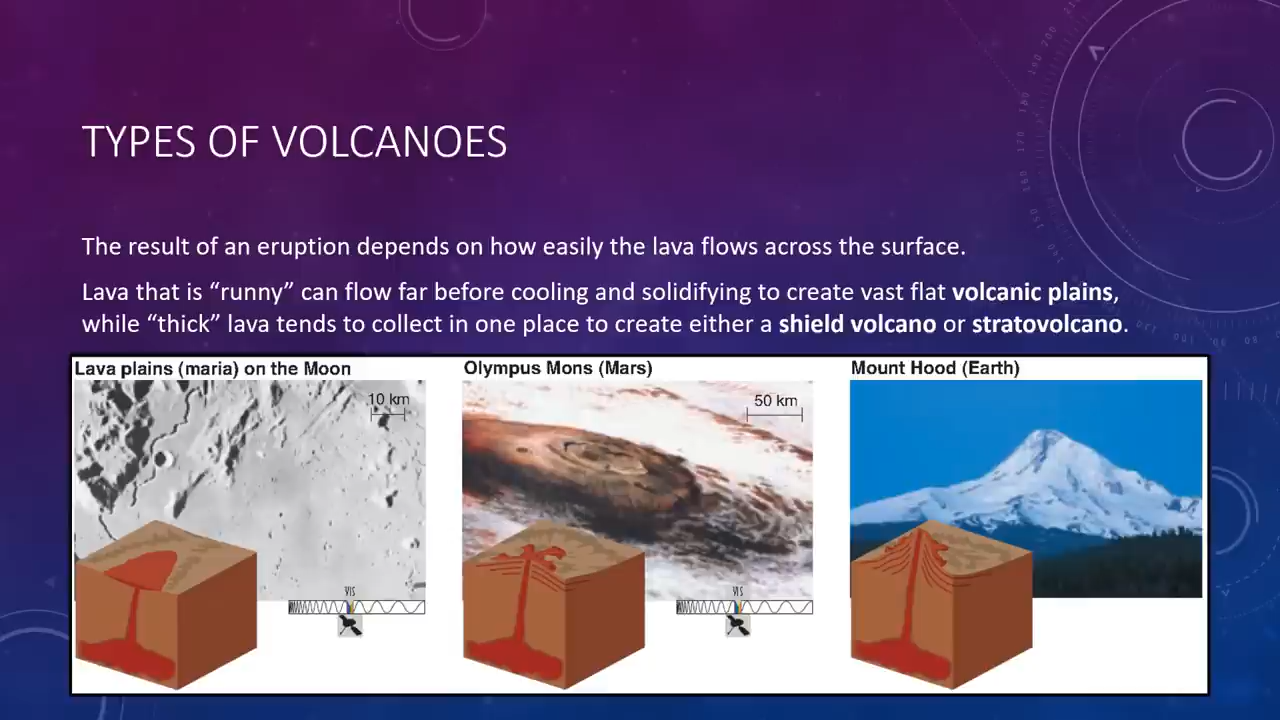 TYPES OF VOLCANOES
The result of an eruption depends on how easily the lava flows across the surface.
Lava that is “runny” can flow far before cooling and solidifying to create vast flat volcanic plains,
while “thick” lava tends to collect in one place to create either a shield volcano or stratovolcano.
Lava plains (maria) on the Moon
10 km
VIS
Olympus Mons (Mars)
50 km
VIS
Mount Hood (Earth)